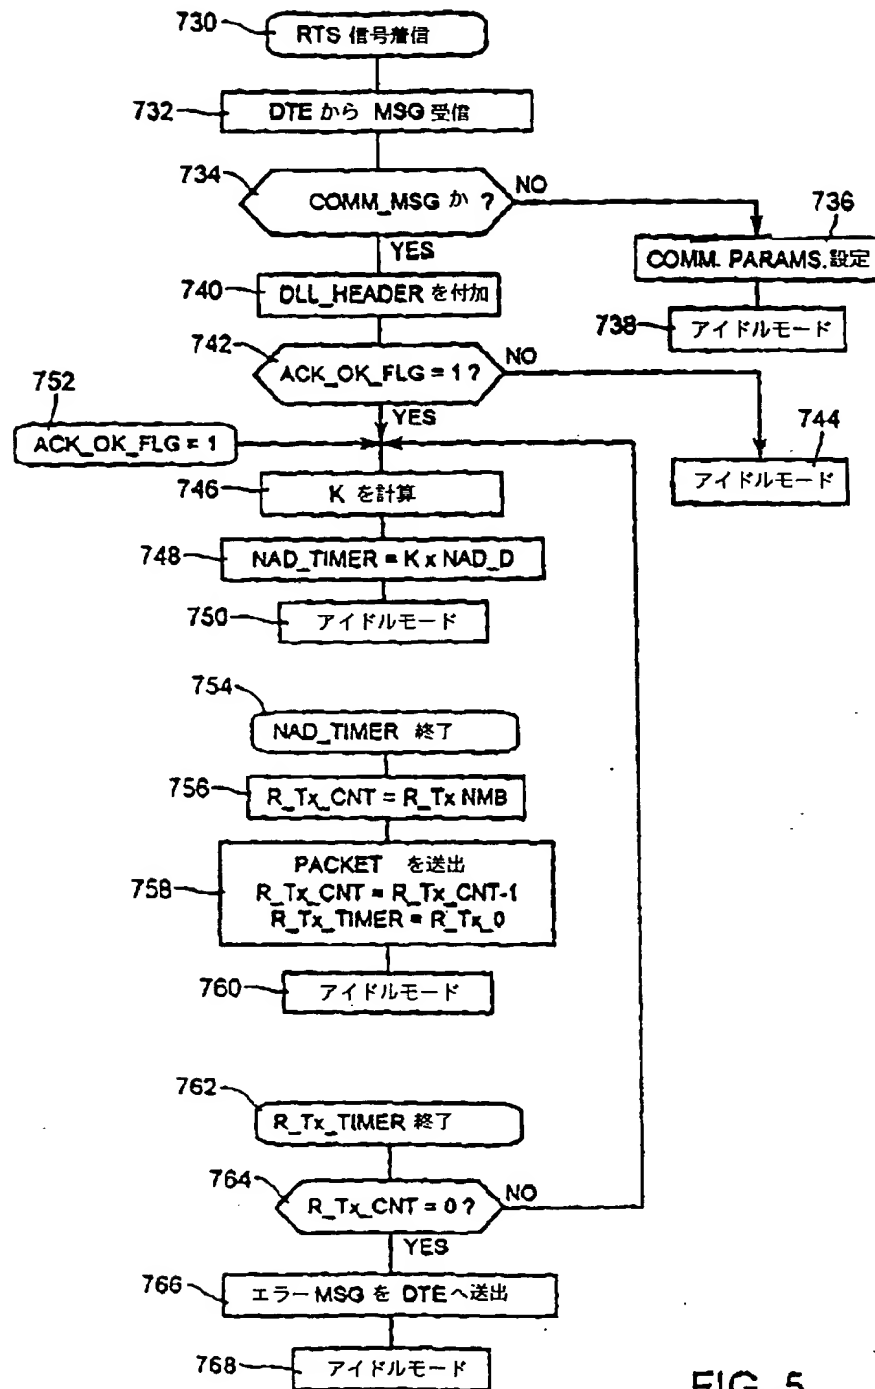 730
RTS 信号着信
732
DTE から MSG 受信
734
COMM_MSG か ?
NO
YES
736
COMM. PARAMS.設定
738
アイドルモード
740
DLL_HEADER を付加
742
ACK_OK_FLG = 1 ?
NO
YES
744
アイドルモード
752
ACK_OK_FLG = 1
746
K を計算
748
NAD_TIMER = K x NAD_D
750
アイドルモード
754
NAD_TIMER 終了
756
R_Tx_CNT = R_Tx NMB
758
PACKET を送出
R_Tx_CNT = R_Tx_CNT-1
R_Tx_TIMER = R_Tx_0
760
アイドルモード
762
R_Tx_TIMER 終了
764
R_Tx_CNT = 0 ?
NO
YES
766
エラー MSG を DTE へ送出
768
アイドルモード
FIG. 5